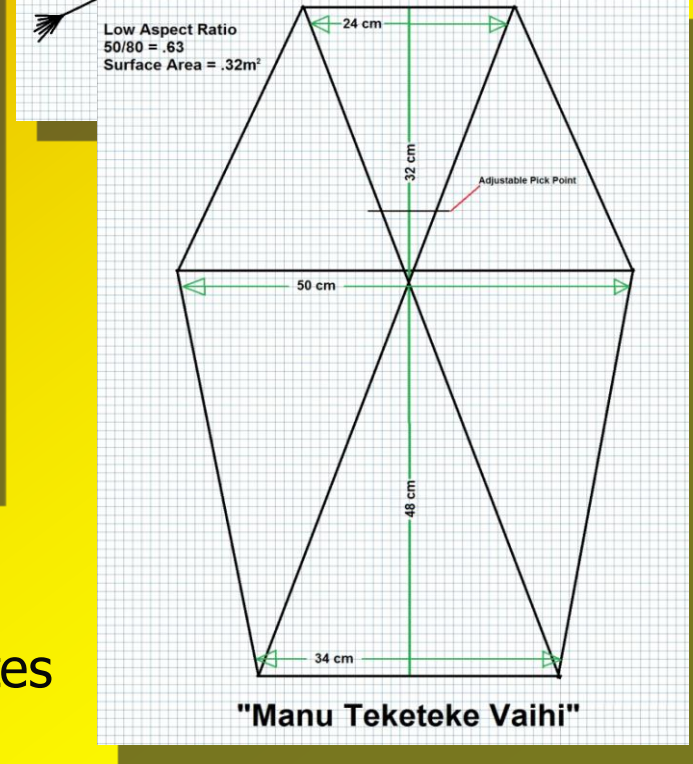 Low Aspect Ratio
50/80 = .63
Surface Area = .32m²
24 cm
32 cm
Adjustable Pick Point
50 cm
48 cm
34 cm
"Manu Teketeke Vaihi"